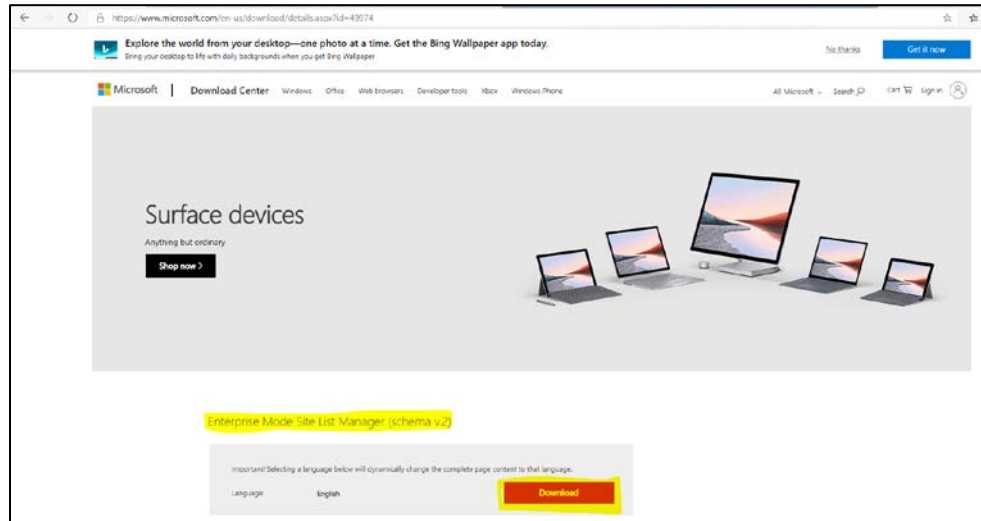 https://www.microsoft.com/en-us/download/details.aspx?id=49974
Explore the world from your desktop—one photo at a time. Get the Bing Wallpaper app today.
Bring your desktop to life with daily backgrounds when you get Bing Wallpaper
No thanks
Get it now
Microsoft | Download Center Windows Office Web browsers Developer tools Xbox Windows Phone All Microsoft Search Cart Sign in
Surface devices
Anything but ordinary
Shop now >
Enterprise Mode Site List Manager (schema v2)
Important! Selecting a language below will dynamically change the complete page content to that language.
Language: English Download